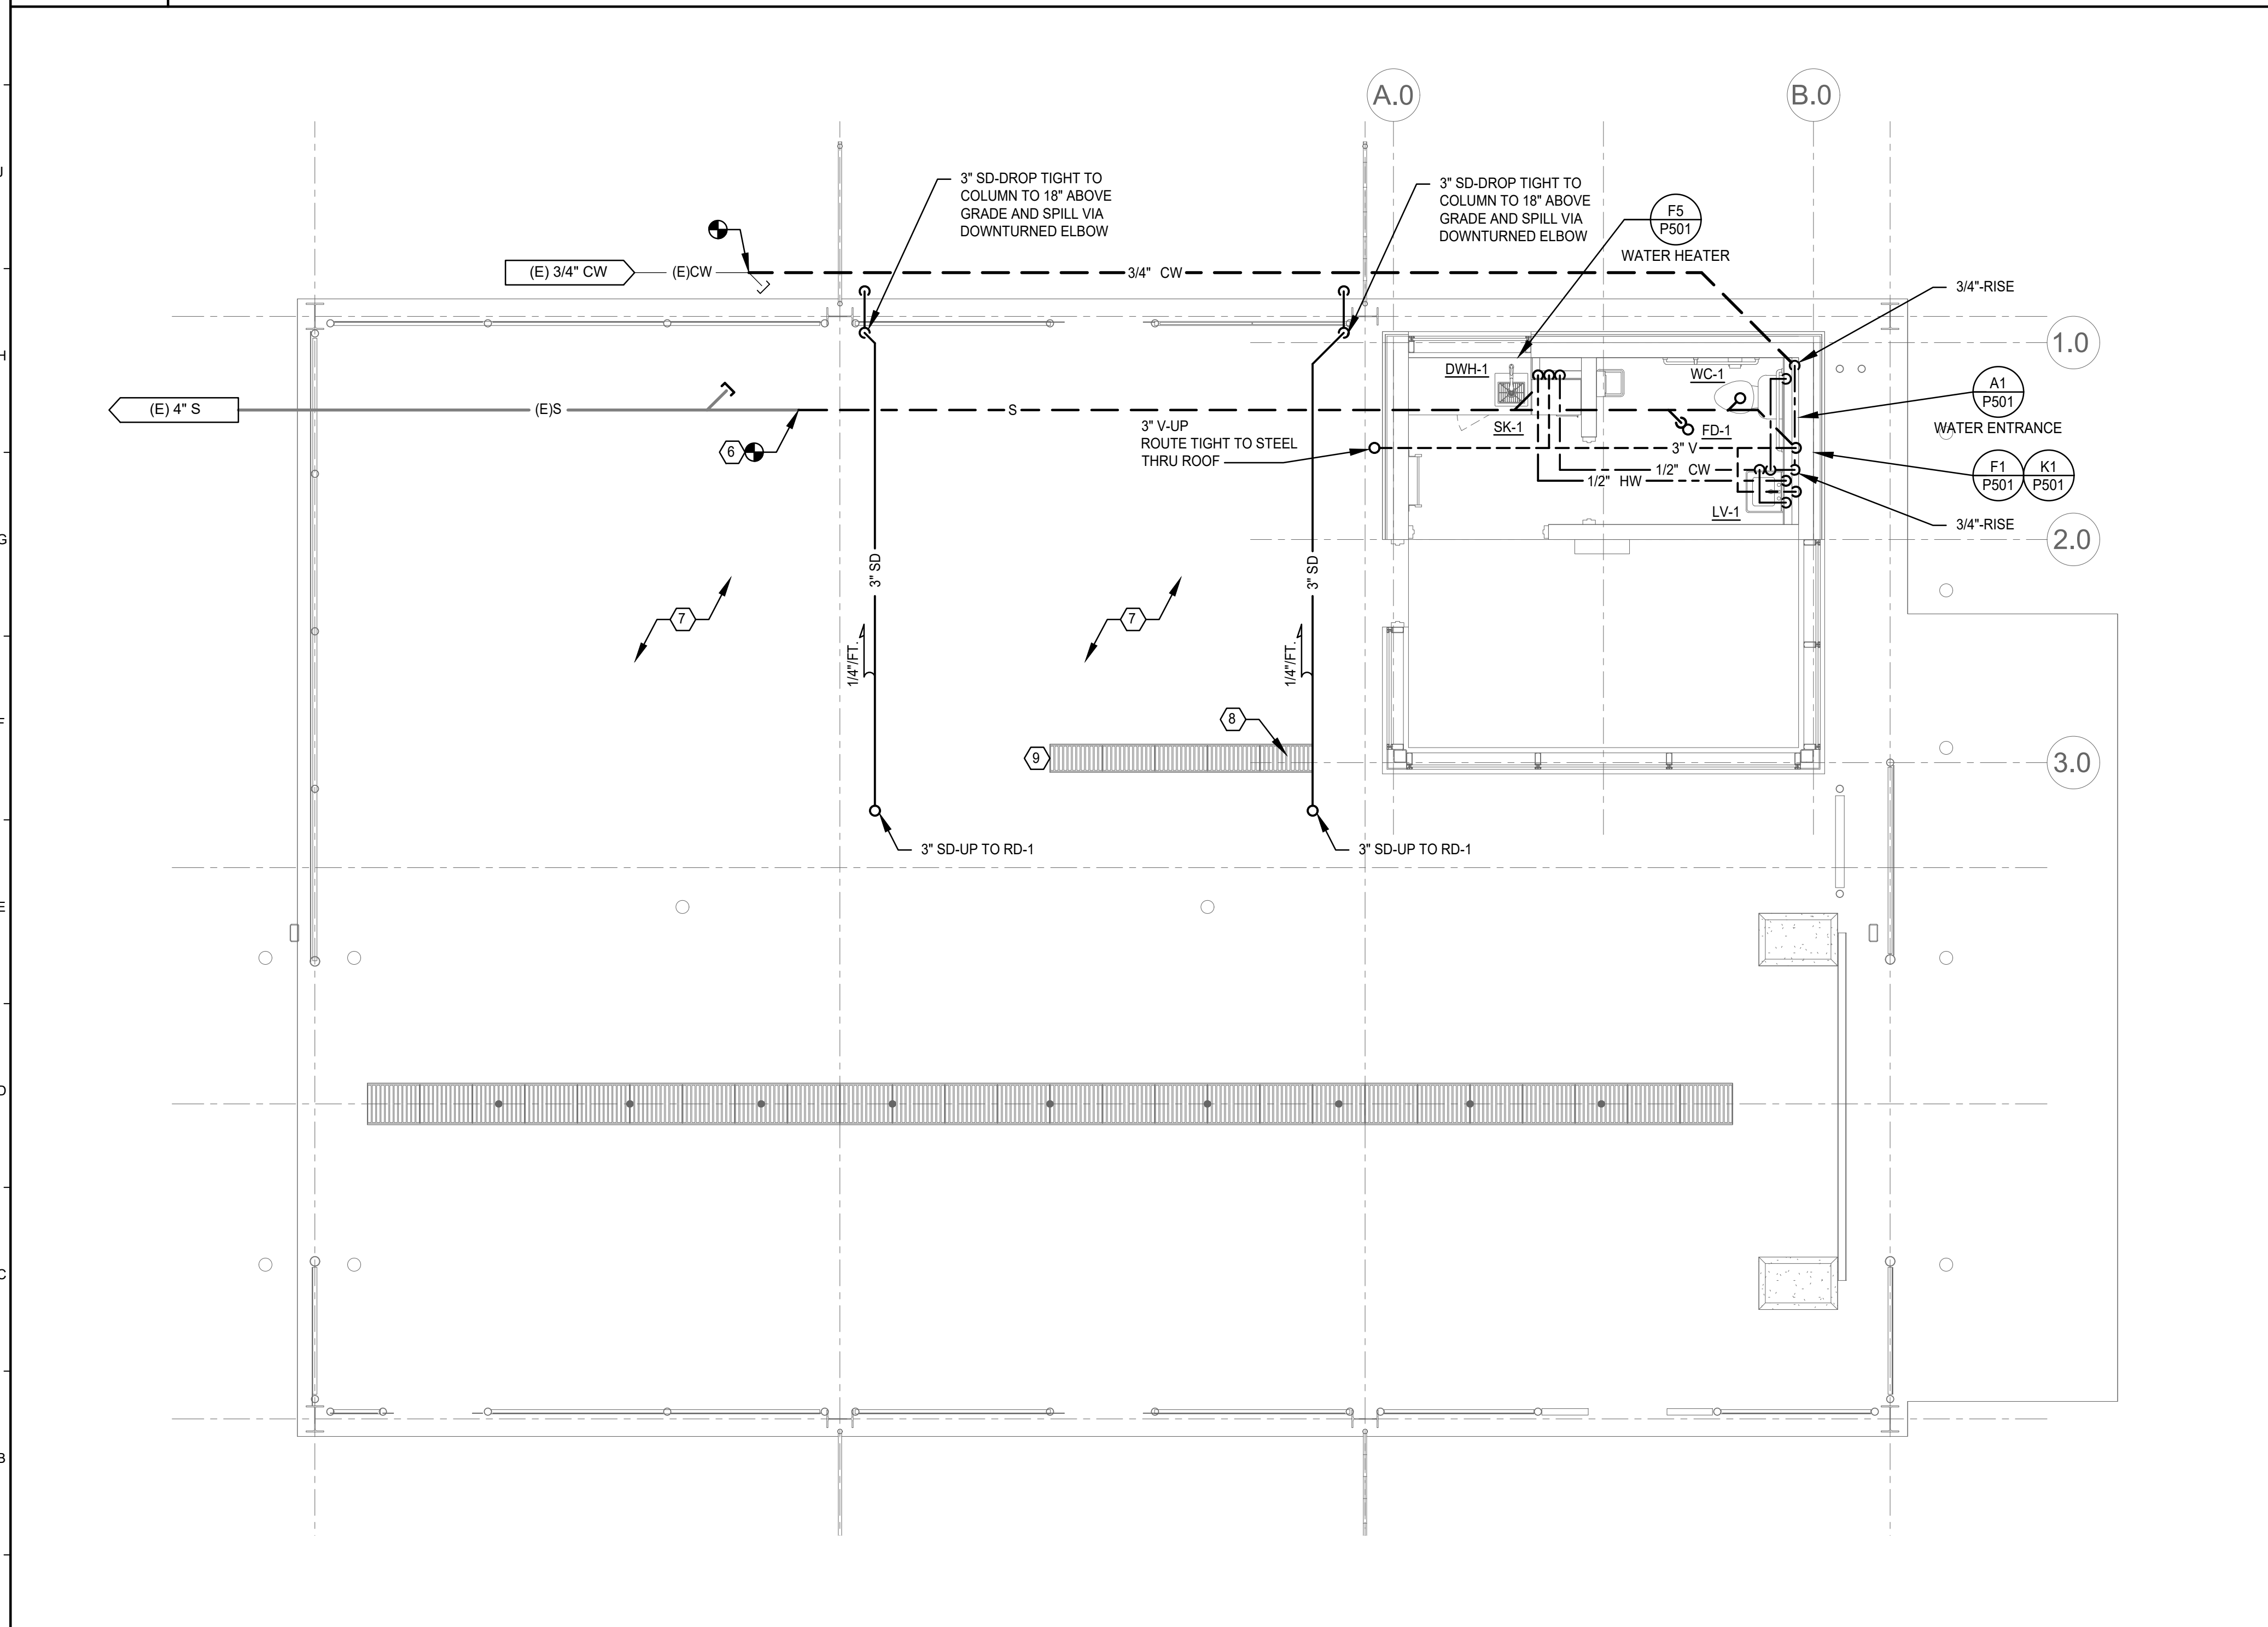 A.0
B.0
3" SD-DROP TIGHT TO
COLUMN TO 18" ABOVE
GRADE AND SPILL VIA
DOWNTURNED ELBOW
3" SD-DROP TIGHT TO
COLUMN TO 18" ABOVE
GRADE AND SPILL VIA
DOWNTURNED ELBOW
F5
P501
WATER HEATER
(E) 3/4" CW
(E)CW
3/4" CW
3/4"-RISE
1.0
DWH-1
WC-1
A1
P501
WATER ENTRANCE
(E) 4" S
(E)S
S
SK-1
FD-1
6
3" V-UP
ROUTE TIGHT TO STEEL
THRU ROOF
3" V
1/2" CW
1/2" HW
F1
P501
K1
P501
LV-1
3/4"-RISE
2.0
3" SD
3" SD
7
7
1/4"/FT.
1/4"/FT.
8
9
3.0
3" SD-UP TO RD-1
3" SD-UP TO RD-1
J
H
G
F
E
D
C
B